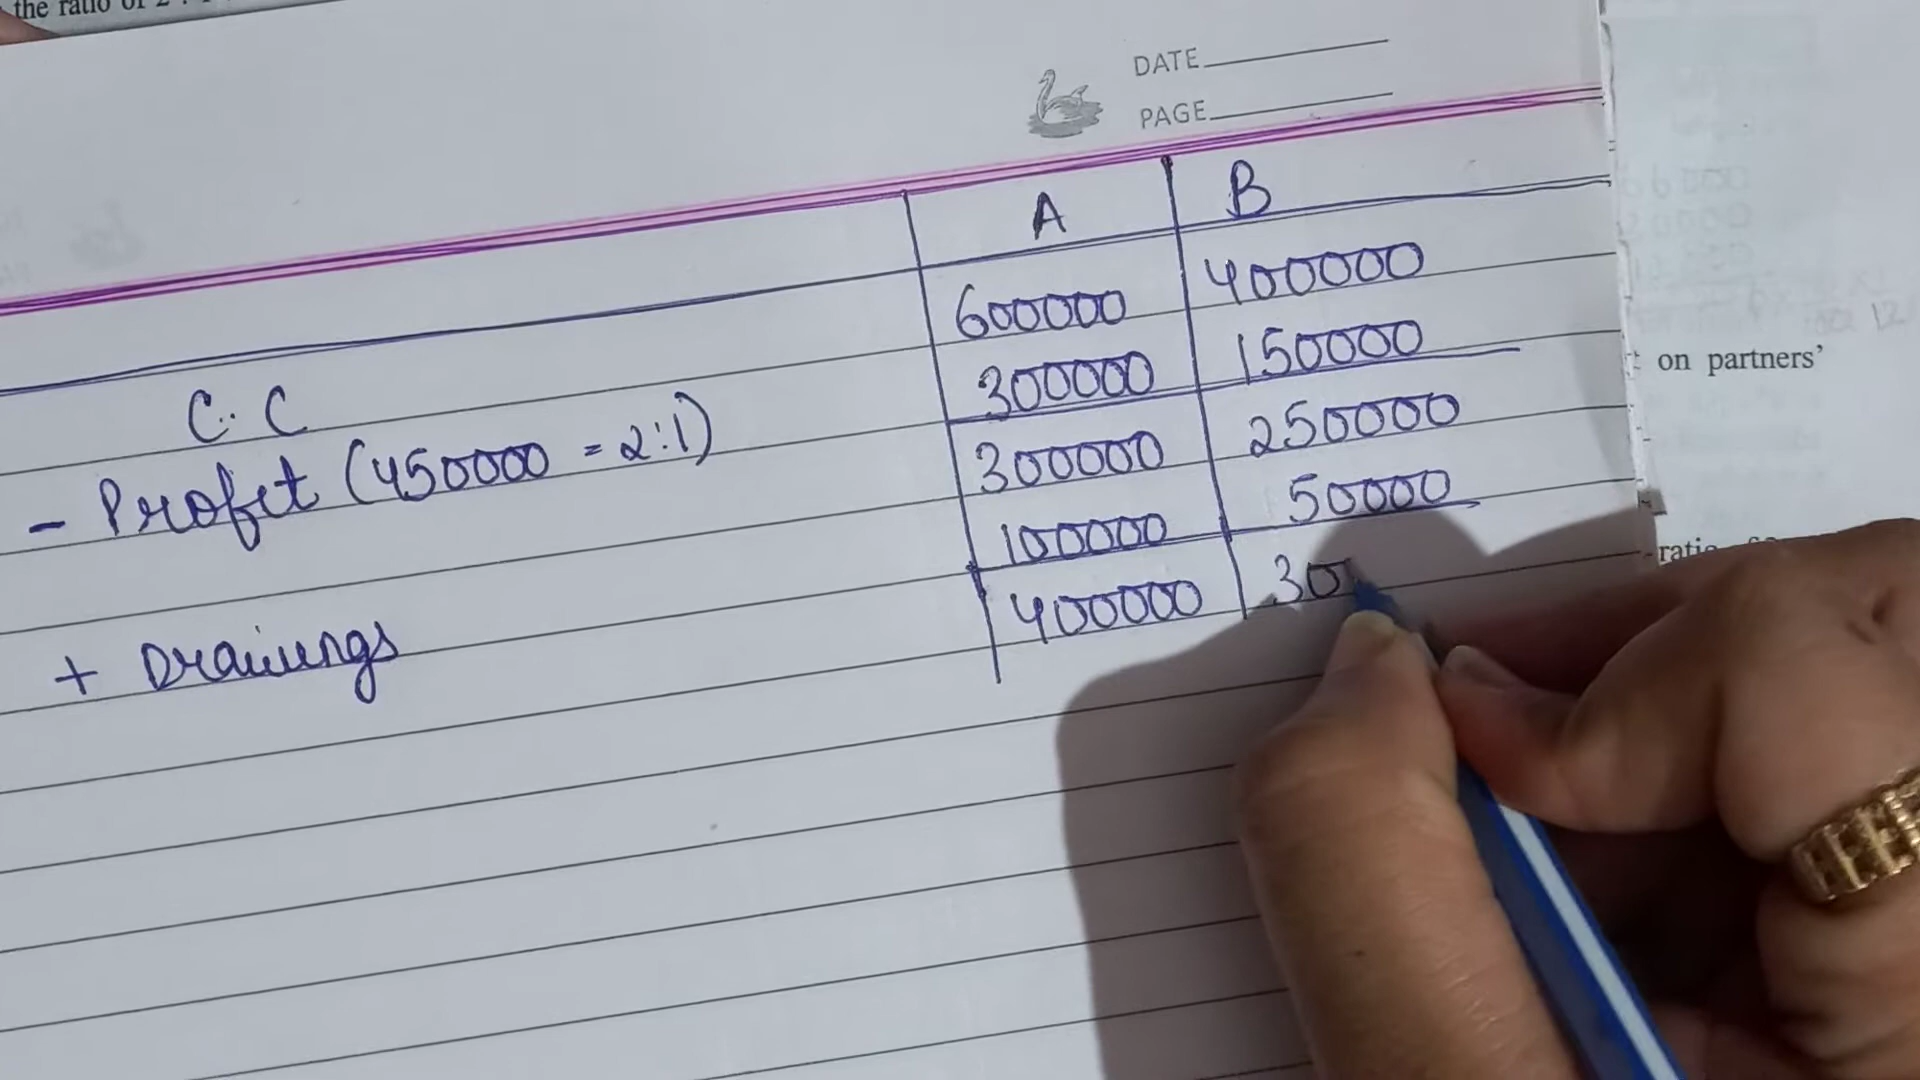 the ratio of 2 :
DATE
PAGE
A B
C.C 600000 400000
- Profit (450000 = 2:1) 300000 150000
300000 250000
+ Drawings 100000 50000
400000 30
on partners’
ratio